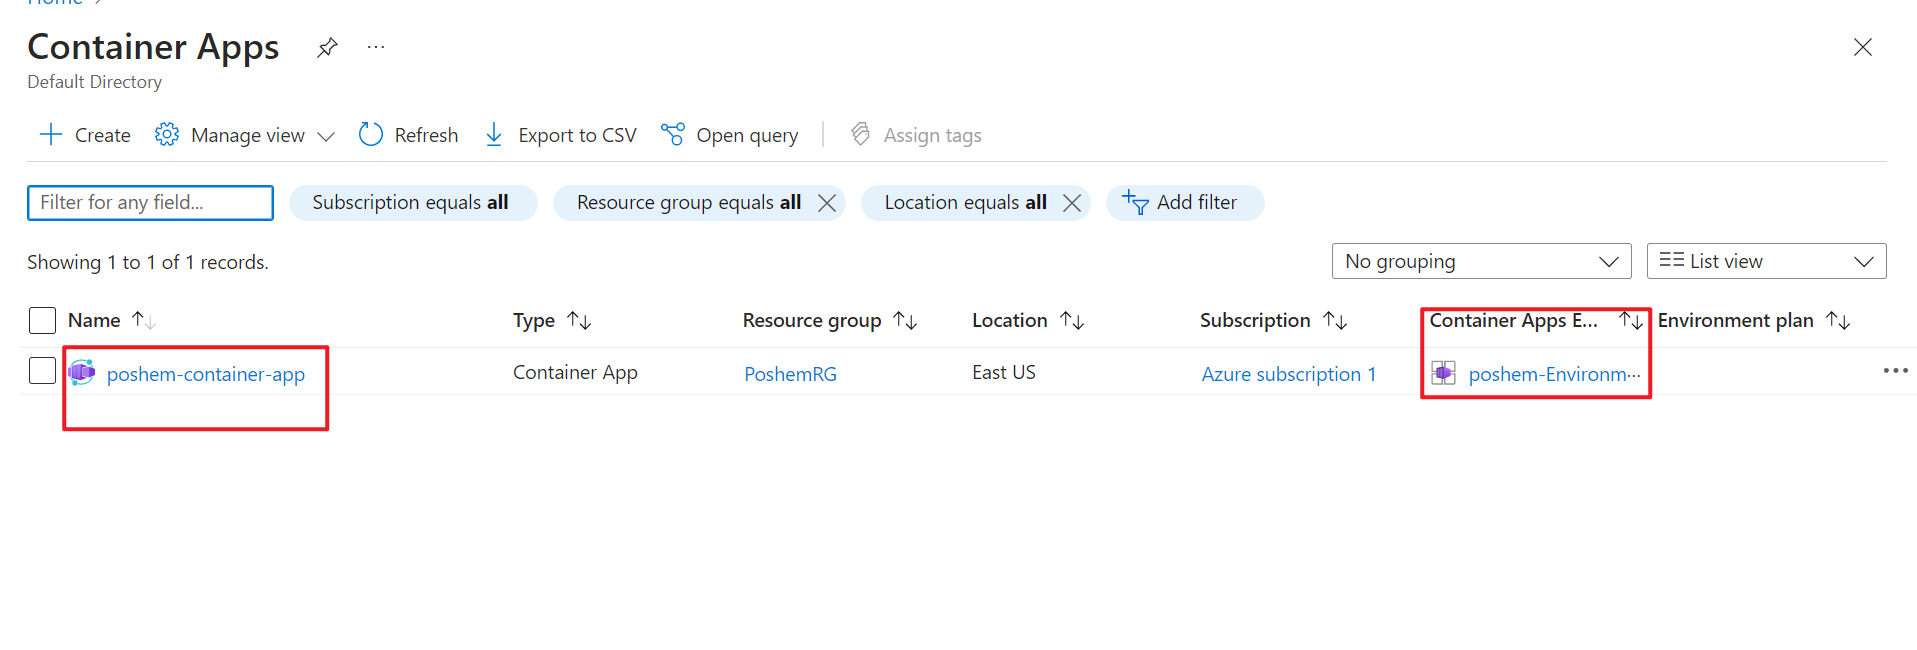 Home
Container Apps
Default Directory
Create Manage view Refresh Export to CSV Open query Assign tags
Filter for any field... Subscription equals all Resource group equals all Location equals all Add filter
Showing 1 to 1 of 1 records. No grouping List view
Name Type Resource group Location Subscription Container Apps E... Environment plan
poshem-container-app Container App PoshemRG East US Azure subscription 1 poshem-Environm...